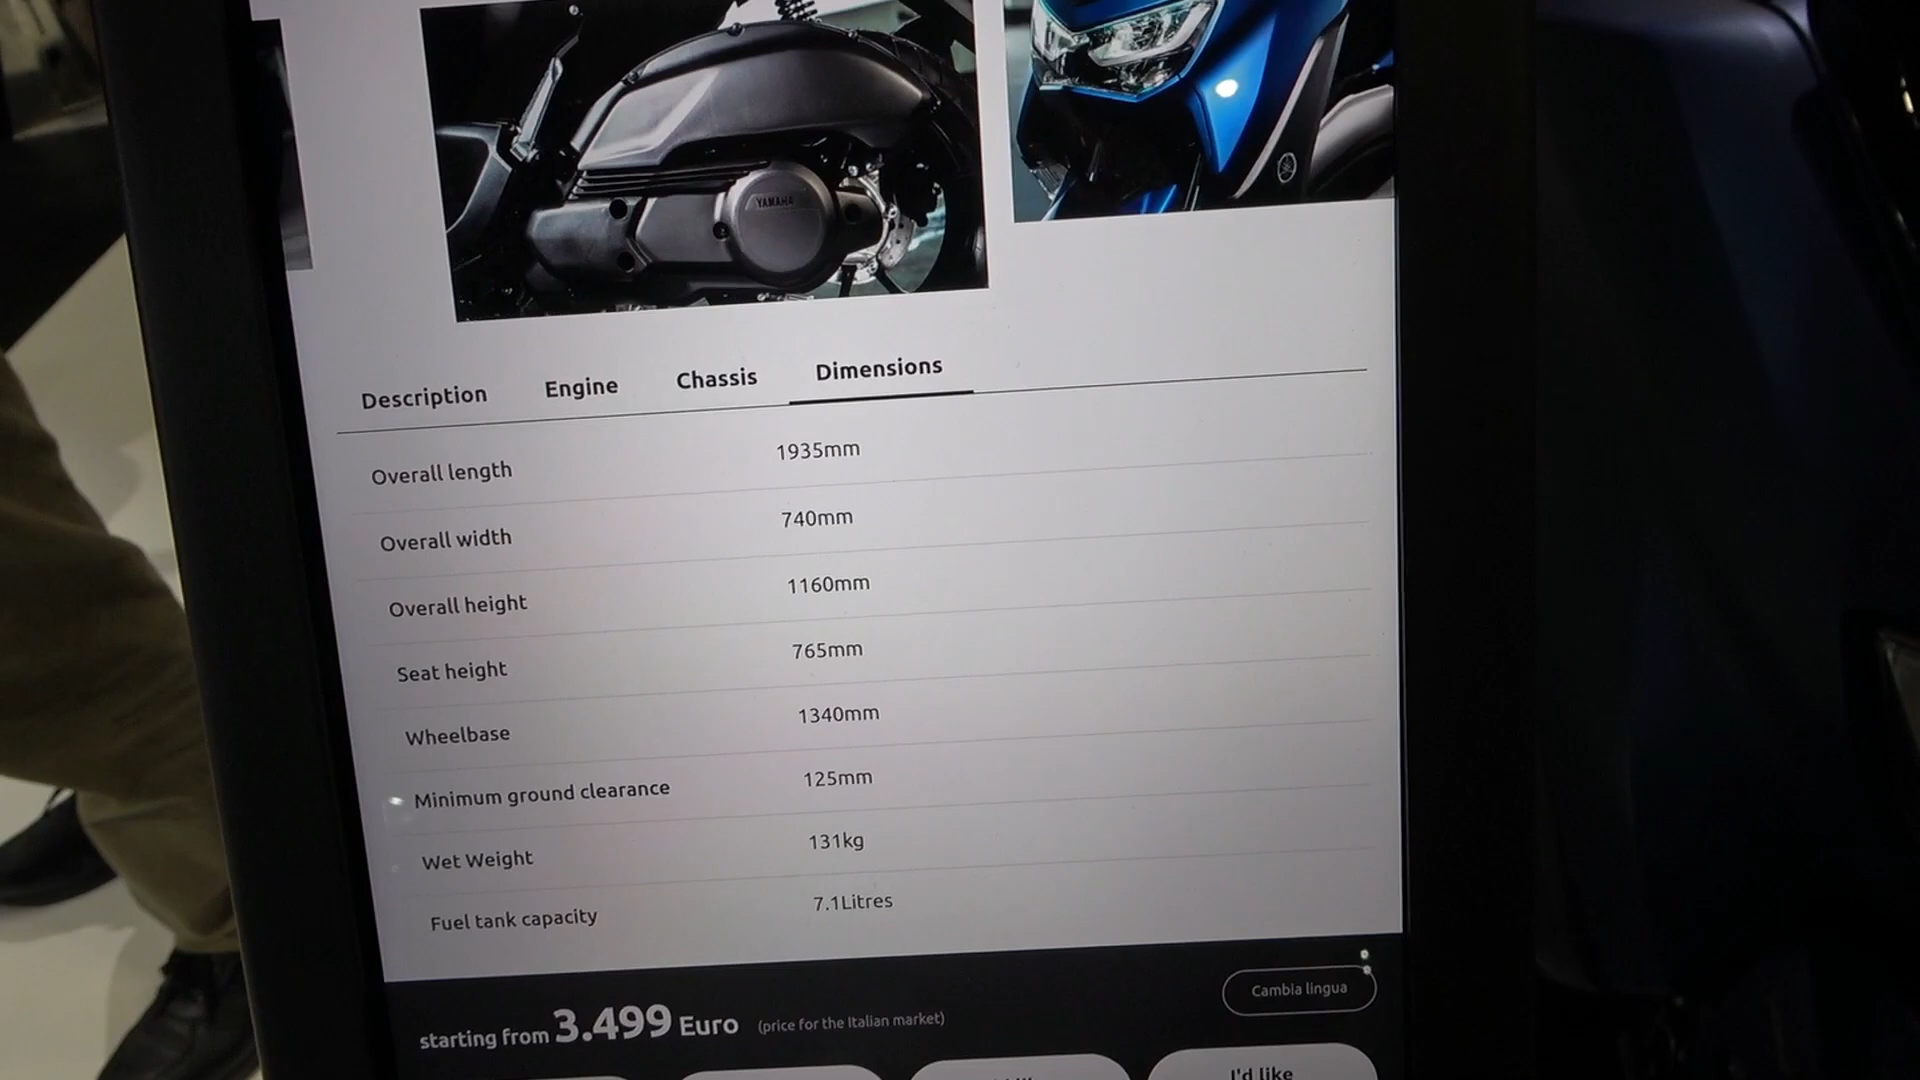 YAMAHA
Description Engine Chassis Dimensions
Overall length 1935mm
Overall width 740mm
Overall height 1160mm
Seat height 765mm
Wheelbase 1340mm
Minimum ground clearance 125mm
Wet Weight 131kg
Fuel tank capacity 7.1Litres
Cambia lingua
starting from 3.499 Euro (price for the Italian market)
I'd like